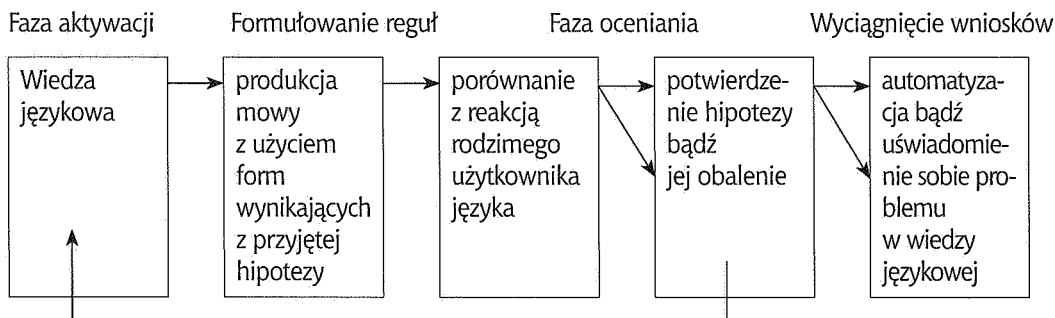 Faza aktywacji
Formułowanie reguł
Faza oceniania
Wyciągnięcie wniosków
Wiedza
językowa
produkcja
mowy
z użyciem
form
wynikających
z przyjętej
hipotezy
porównanie
z reakcją
rodzimego
użytkownika
języka
potwierdze-
nie hipotezy
bądź
jej obalenie
automatyza-
cja bądź
uświadomie-
nie sobie pro-
blemu
w wiedzy
językowej